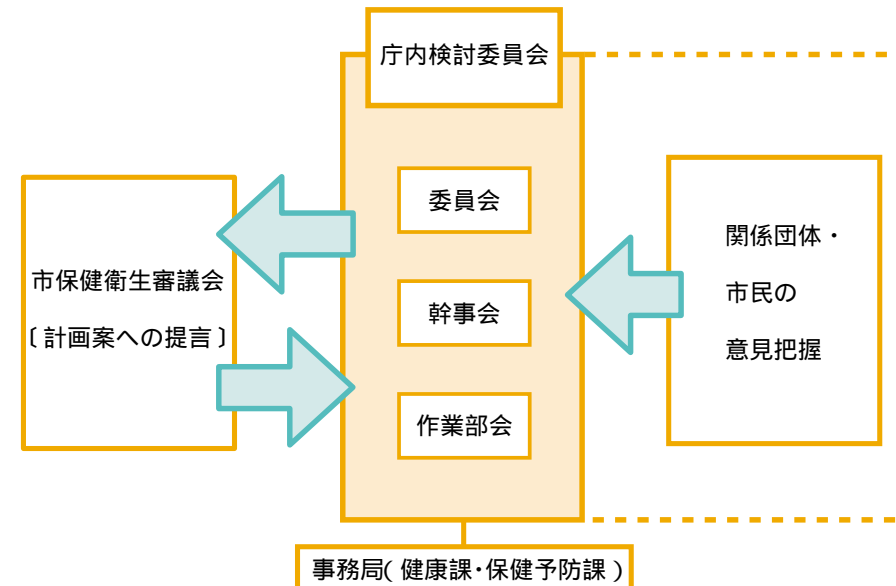 庁内検討委員会
委員会
幹事会
作業部会
市保健衛生審議会
〔計画案への提言〕
関係団体・
市民の
意見把握
事務局(健康課・保健予防課)